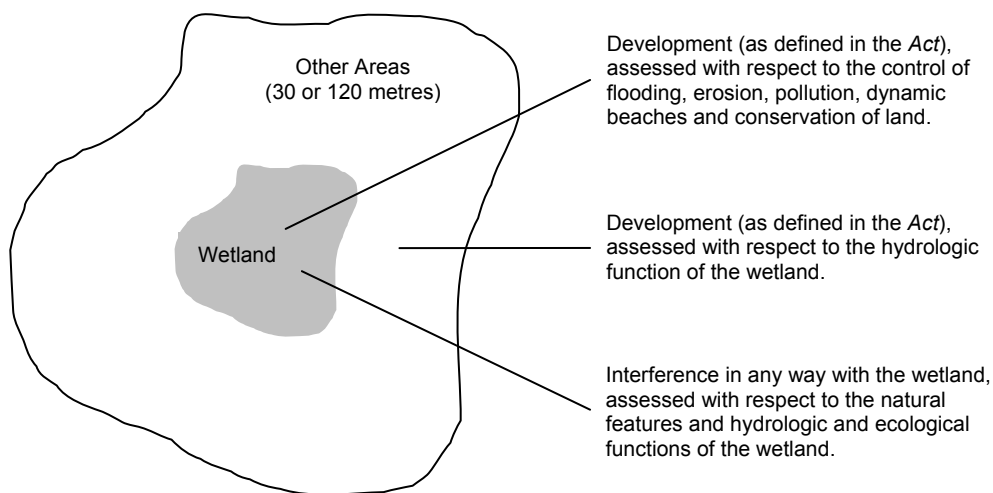 Other Areas
(30 or 120 metres)
Wetland
Development (as defined in the Act),
assessed with respect to the control of
flooding, erosion, pollution, dynamic
beaches and conservation of land.
Development (as defined in the Act),
assessed with respect to the hydrologic
function of the wetland.
Interference in any way with the wetland,
assessed with respect to the natural
features and hydrologic and ecological
functions of the wetland.